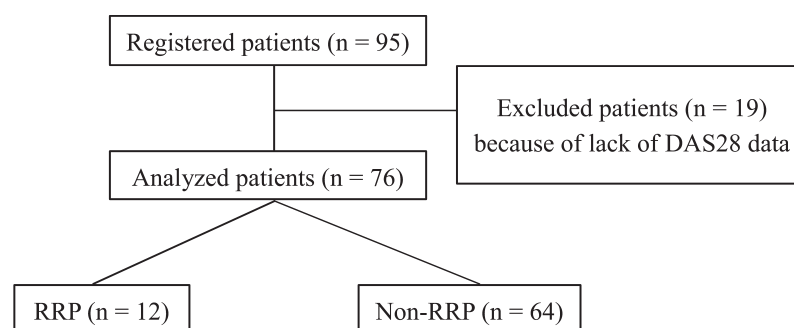 Registered patients (n = 95)
Excluded patients (n = 19)
because of lack of DAS28 data
Analyzed patients (n = 76)
RRP (n = 12)
Non-RRP (n = 64)